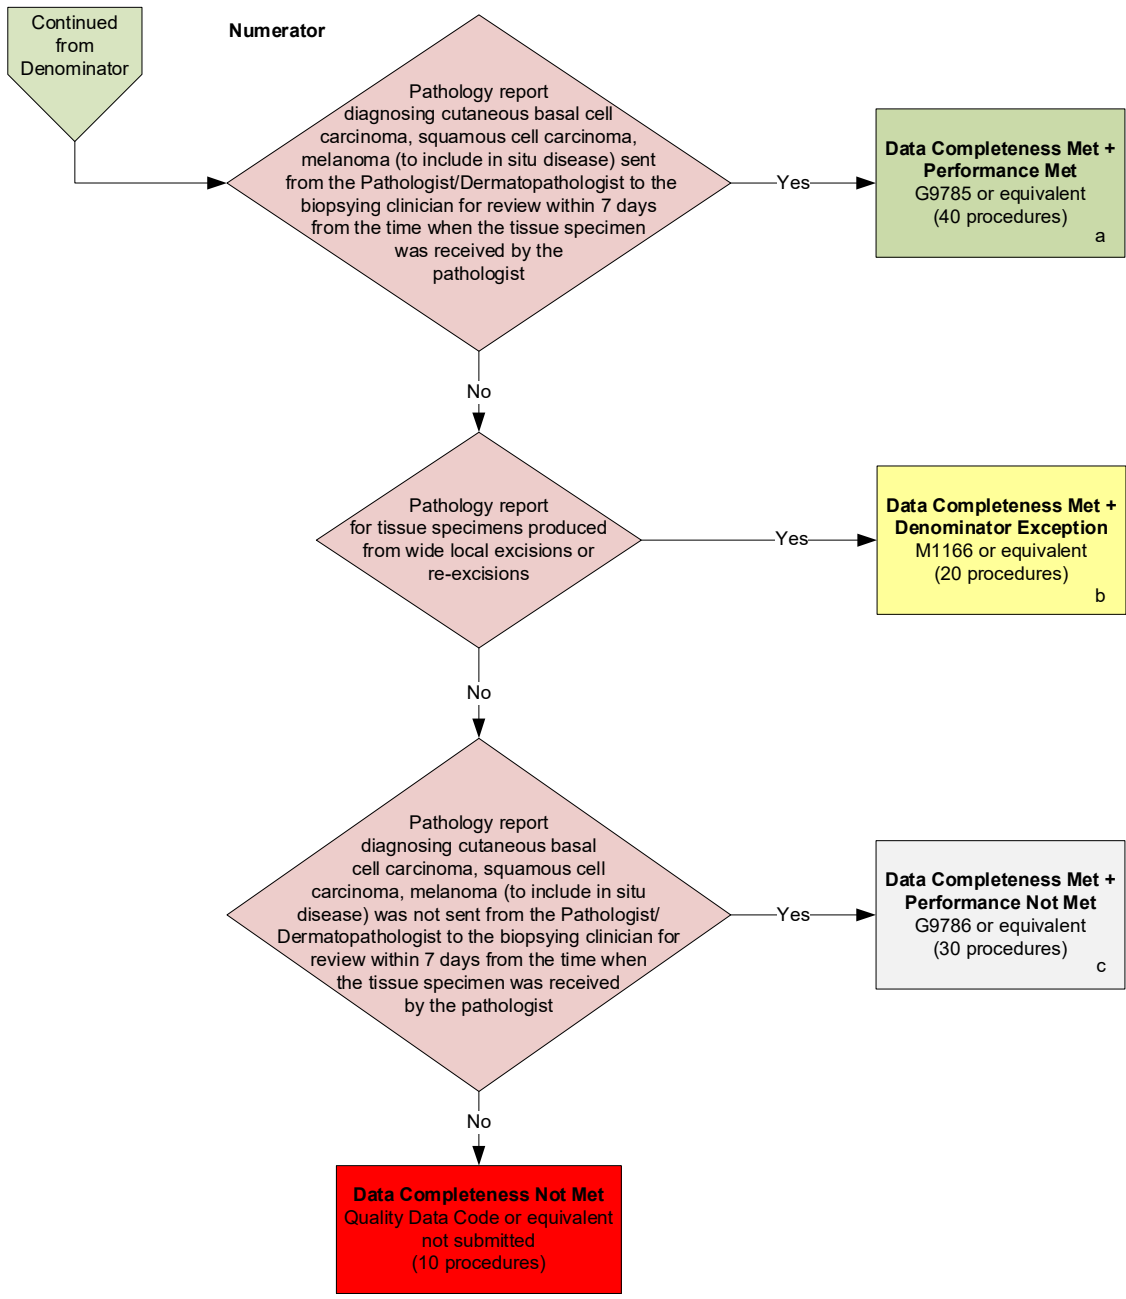 Continued
from
Denominator
Numerator
Pathology report
diagnosing cutaneous basal cell
carcinoma, squamous cell carcinoma,
melanoma (to include in situ disease) sent
from the Pathologist/Dermatopathologist to the
biopsying clinician for review within 7 days
from the time when the tissue specimen
was received by the
pathologist
Yes
Data Completeness Met +
Performance Met
G9785 or equivalent
(40 procedures)
a
No
Pathology report
for tissue specimens produced
from wide local excisions or
re-excisions
Yes
Data Completeness Met +
Denominator Exception
M1166 or equivalent
(20 procedures)
b
No
Pathology report
diagnosing cutaneous basal
cell carcinoma, squamous cell
carcinoma, melanoma (to include in situ
disease) was not sent from the Pathologist/
Dermatopathologist to the biopsying clinician for
review within 7 days from the time when
the tissue specimen was received
by the pathologist
Yes
Data Completeness Met +
Performance Not Met
G9786 or equivalent
(30 procedures)
c
No
Data Completeness Not Met
Quality Data Code or equivalent
not submitted
(10 procedures)